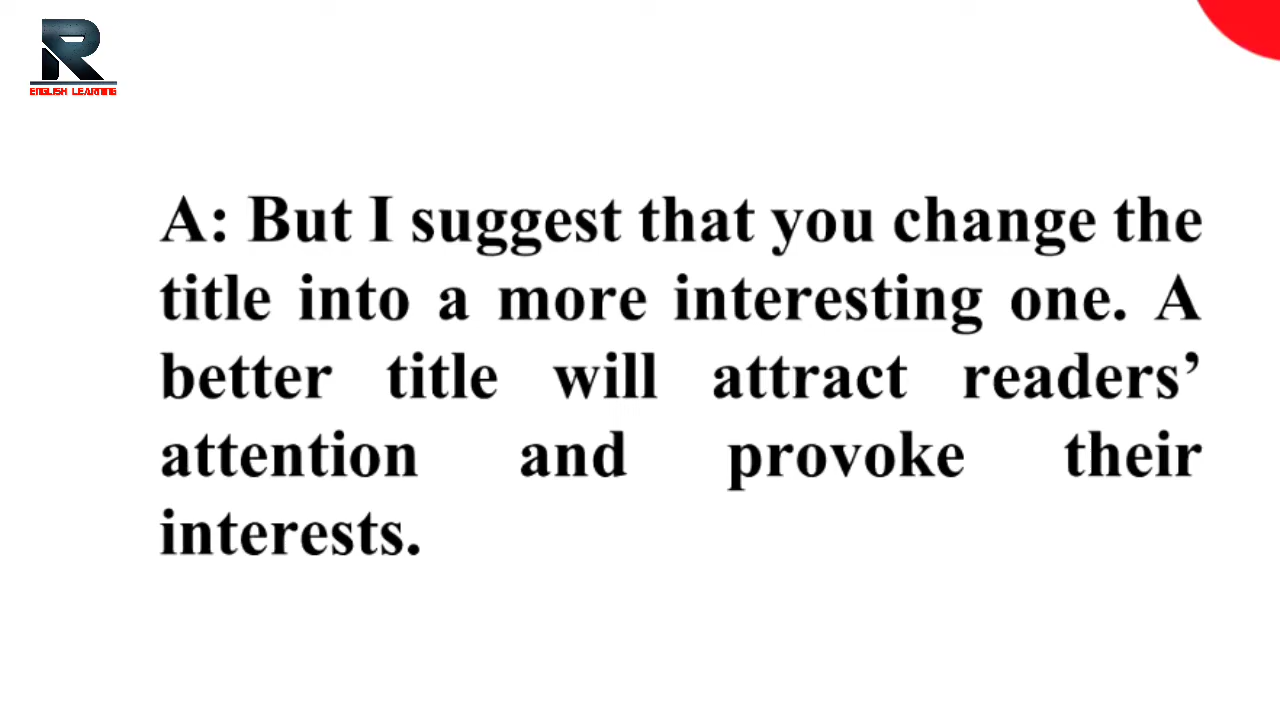 R
ENGLISH LEARNING
A: But I suggest that you change the
title into a more interesting one. A
better title will attract readers’
attention and provoke their
interests.